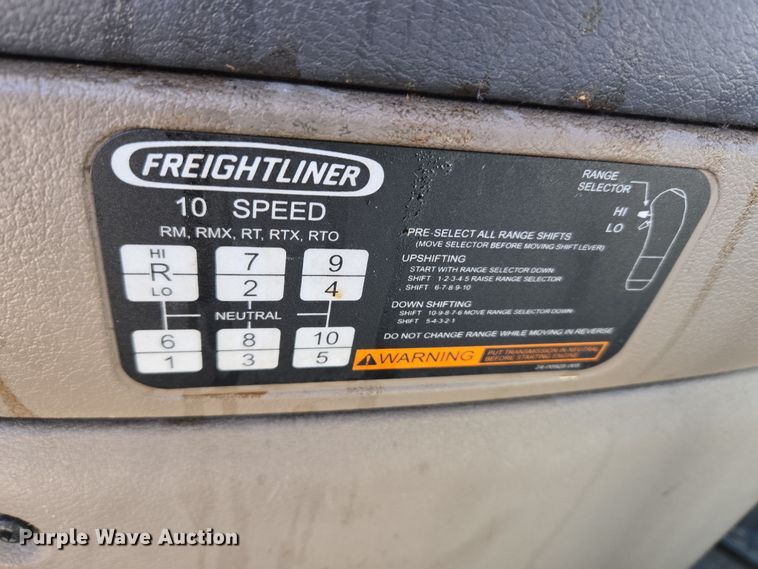 FREIGHTLINER
10 SPEED
RM, RMX, RT, RTX, RTO
HI
R
LO
7
2
9
4
NEUTRAL
6
1
8
3
10
5
RANGE
SELECTOR
HI
LO
PRE-SELECT ALL RANGE SHIFTS
(MOVE SELECTOR BEFORE MOVING SHIFT LEVER)
UPSHIFTING
START WITH RANGE SELECTOR DOWN-
SHIFT 1-2-3-4-5 RAISE RANGE SELECTOR-
SHIFT 6-7-8-9-10
DOWN SHIFTING
SHIFT 10-9-8-7-6 MOVE RANGE SELECTOR DOWN-
SHIFT 5-4-3-2-1
DO NOT CHANGE RANGE WHILE MOVING IN REVERSE
WARNING
PUT TRANSMISSION IN NEUTRAL
BEFORE STARTING ENGINE
Purple Wave Auction